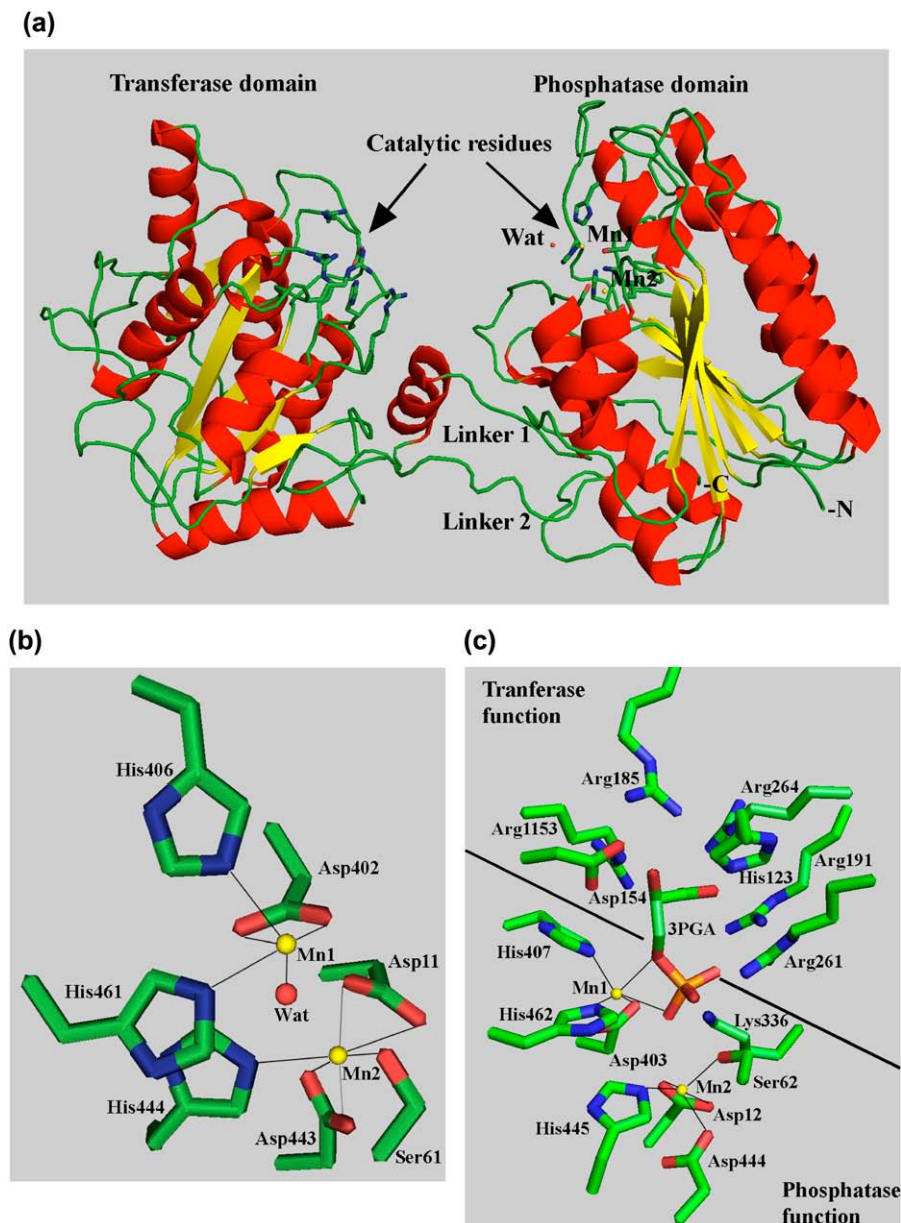 (a)
Transferase domain
Phosphatase domain
Catalytic residues
Wat
Mn1
Mn2
Linker 1
Linker 2
-C
-N
(b)
His406
Asp402
Mn1
Asp11
His461
Wat
Mn2
His444
Asp443
Ser61
(c)
Tranferase
function
Arg185
Arg264
Arg1153
Arg191
His123
Asp154
3PGA
His407
Arg261
Mn1
His462
Lys336
Asp403
Ser62
Mn2
Asp12
His445
Asp444
Phosphatase
function